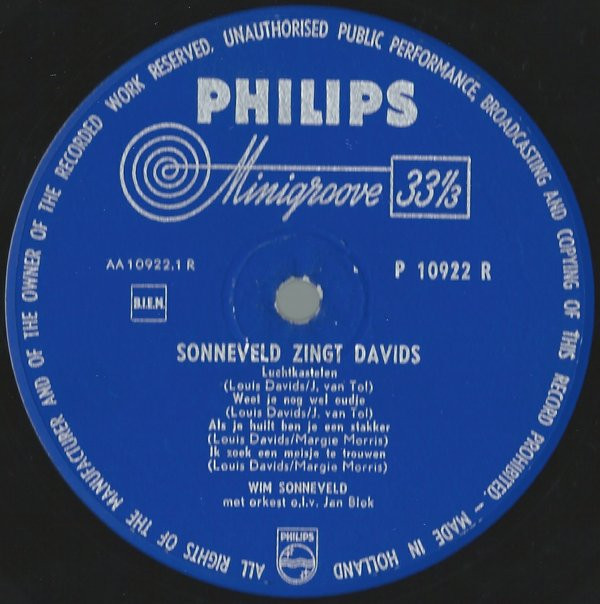 ALL RIGHTS OF THE MANUFACTURER AND OF THE OWNER OF THE RECORDED WORK RESERVED. UNAUTHORISED PUBLIC PERFORMANCE, BROADCASTING AND COPYING OF THIS RECORD PROHIBITED. – MADE IN HOLLAND
PHILIPS
Minigroove 33⅓
AA 10922.1 R
P 10922 R
B.I.E.M.
SONNEVELD ZINGT DAVIDS
Luchtkastelen
(Louis Davids/J. van Tol)
Weet je nog wel oudje
(Louis Davids/J. van Tol)
Als je huilt ben je een stakker
(Louis Davids/Margie Morris)
Ik zoek een meisje te trouwen
(Louis Davids/Margie Morris)
WIM SONNEVELD
met orkest o.l.v. Jan Blok
PHILIPS